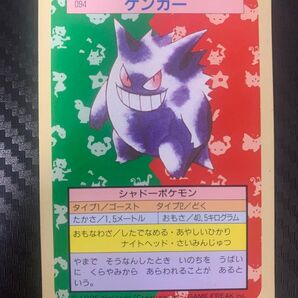 094
ゲンガー
シャドーポケモン
タイプ1/ゴースト タイプ2/どく
たかさ/1.5メートル おもさ/40.5キログラム
おもなわざ/したでなめる・あやしいひかり
ナイトヘッド・さいみんじゅつ
やまで そうなんしたとき いのちを うばいに
くらやみから あらわれることが あるという。